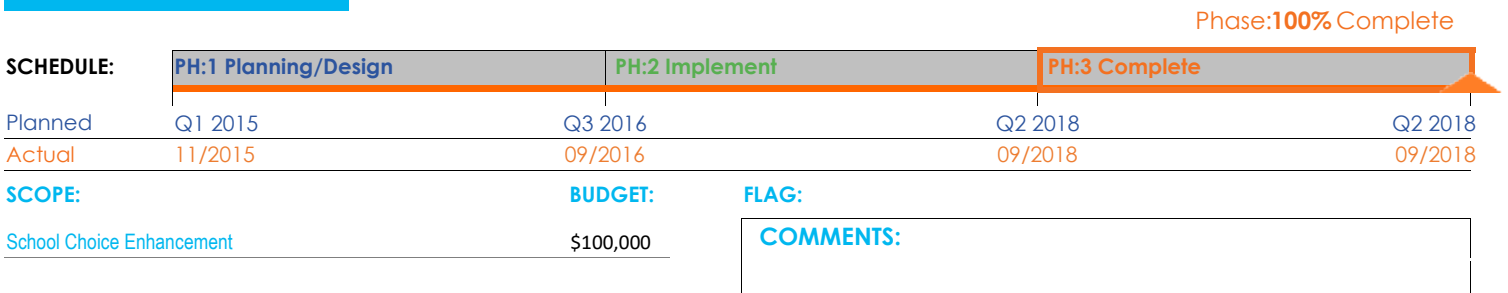 Phase:100% Complete
SCHEDULE: PH:1 Planning/Design PH:2 Implement PH:3 Complete
Planned Q1 2015 Q3 2016 Q2 2018 Q2 2018
Actual 11/2015 09/2016 09/2018 09/2018
SCOPE: BUDGET: FLAG:
School Choice Enhancement $100,000 COMMENTS: